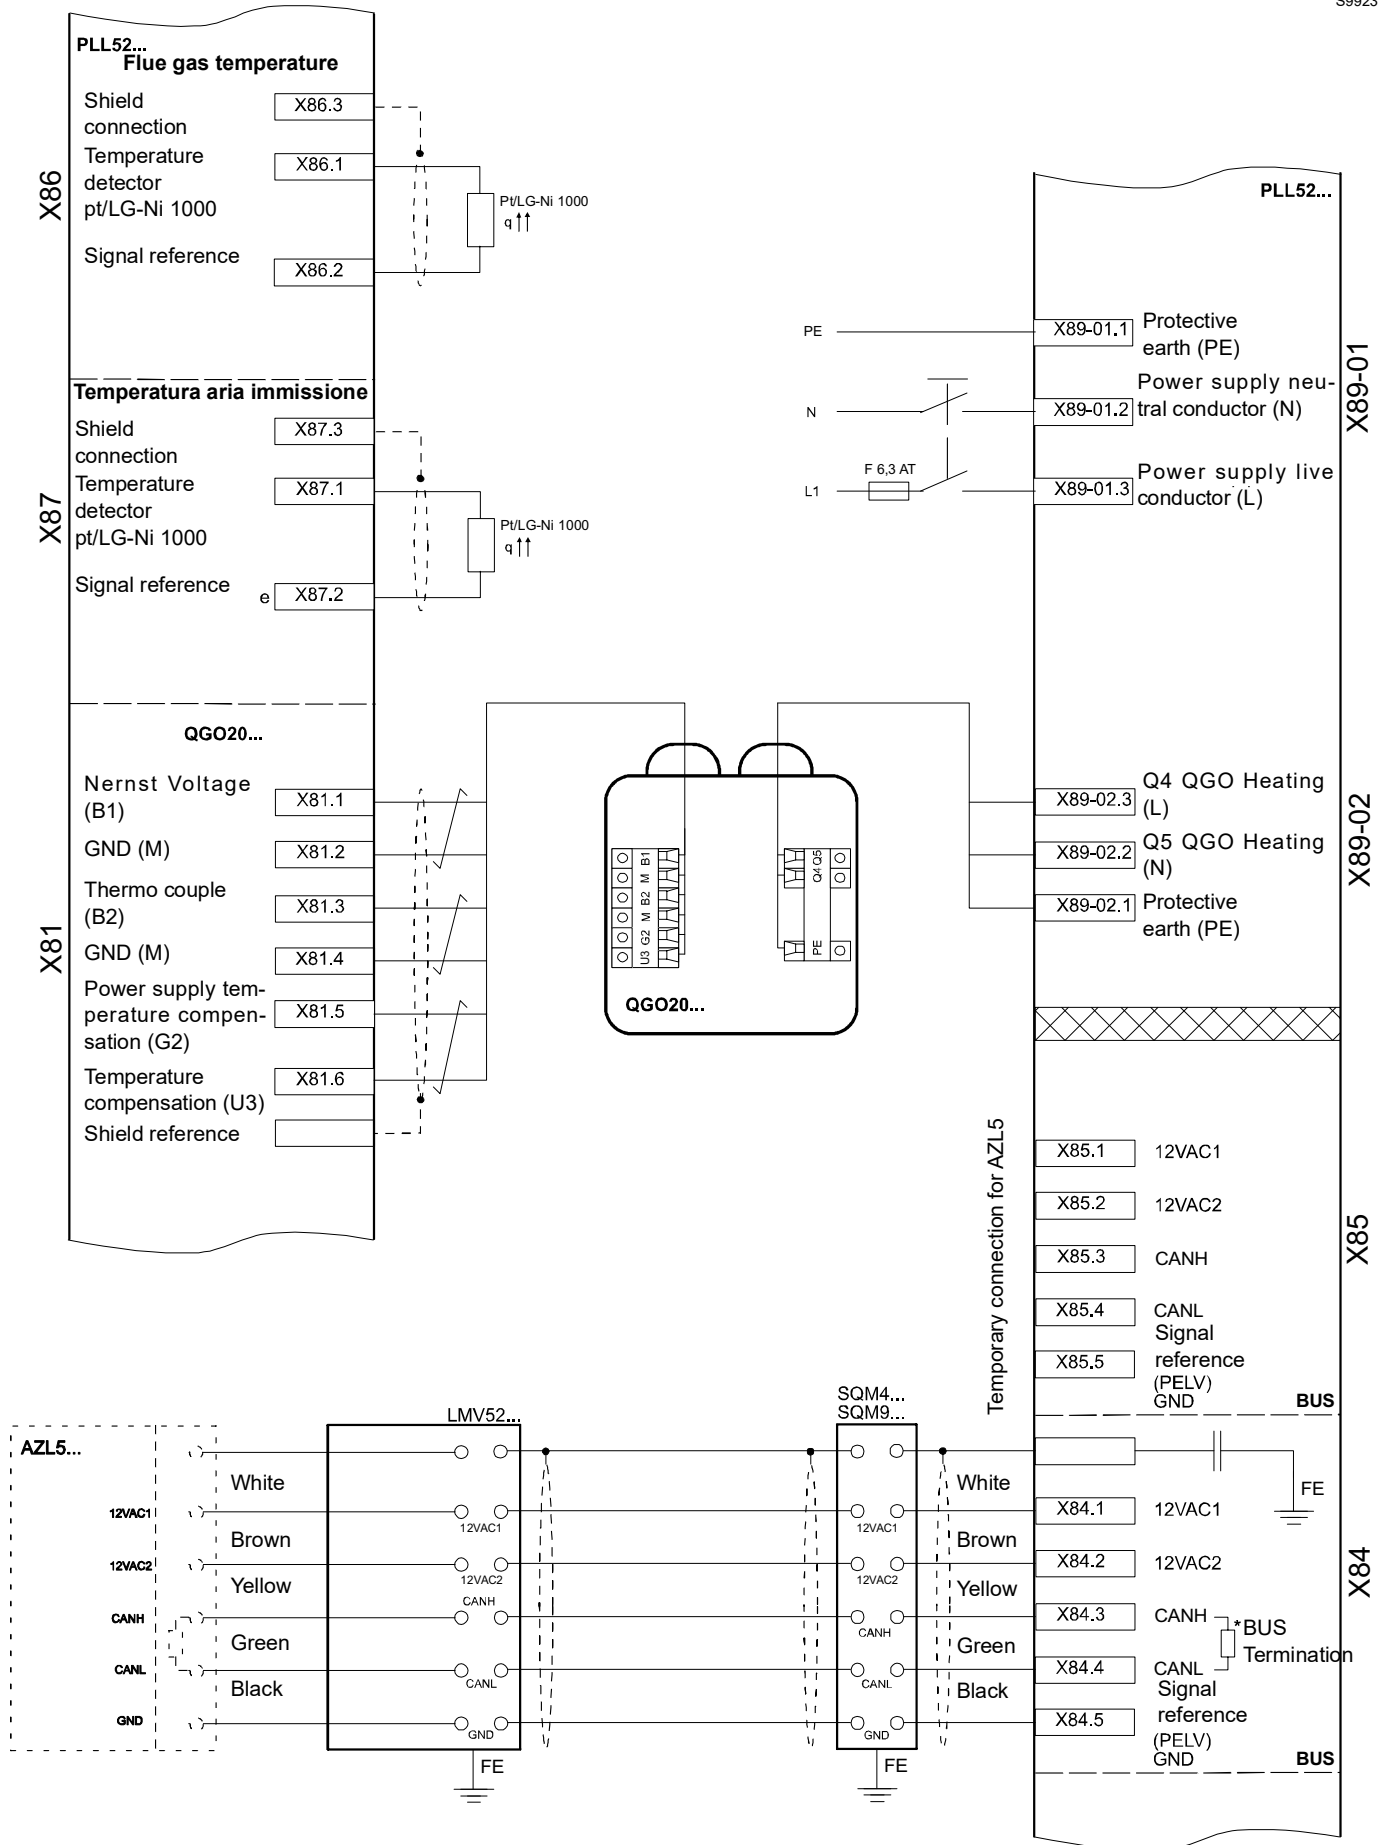 S9923
PLL52...
Flue gas temperature
Shield
connection
X86.3
Temperature
detector
pt/LG-Ni 1000
X86.1
Pt/LG-Ni 1000
q
Signal reference
X86.2
X86
Temperatura aria immissione
Shield
connection
X87.3
Temperature
detector
pt/LG-Ni 1000
X87.1
Pt/LG-Ni 1000
q
Signal reference
e
X87.2
X87
QGO20...
Nernst Voltage
(B1)
X81.1
GND (M)
X81.2
Thermo couple
(B2)
X81.3
GND (M)
X81.4
Power supply tem-
perature compen-
sation (G2)
X81.5
Temperature
compensation (U3)
X81.6
Shield reference
X81
B1
M
B2
M
G2
U3
Q5
Q4
PE
QGO20...
PLL52...
PE
X89-01.1
Protective
earth (PE)
N
X89-01.2
Power supply neu-
tral conductor (N)
L1
F 6,3 AT
X89-01.3
Power supply live
conductor (L)
X89-01
X89-02.3
Q4 QGO Heating
(L)
X89-02.2
Q5 QGO Heating
(N)
X89-02.1
Protective
earth (PE)
X89-02
Temporary connection for AZL5
X85.1
12VAC1
X85.2
12VAC2
X85.3
CANH
X85.4
CANL
Signal
reference
(PELV)
GND
X85.5
BUS
X85
AZL5...
12VAC1
12VAC2
CANH
CANL
GND
White
Brown
Yellow
Green
Black
LMV52...
12VAC1
12VAC2
CANH
CANL
GND
FE
SQM4...
SQM9...
12VAC1
12VAC2
CANH
CANL
GND
FE
White
Brown
Yellow
Green
Black
FE
X84.1
12VAC1
X84.2
12VAC2
X84.3
CANH
*BUS
Termination
X84.4
CANL
Signal
reference
(PELV)
GND
X84.5
BUS
X84